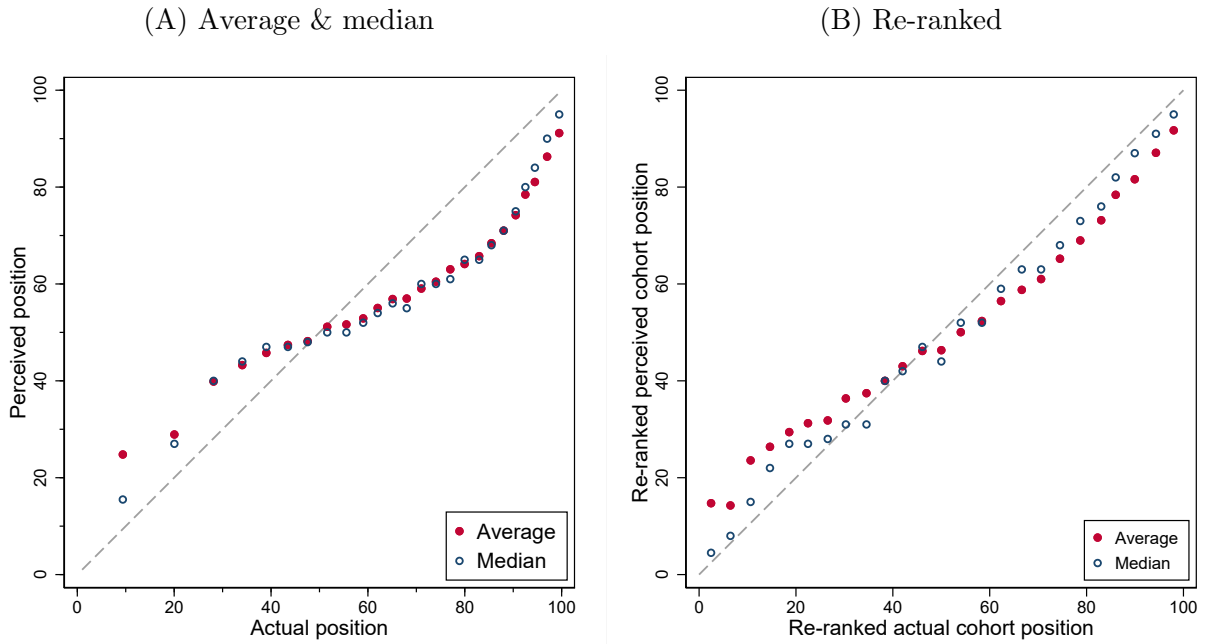 (A) Average & median
(B) Re-ranked
Perceived position
100
80
60
40
20
0
0 20 40 60 80 100
Actual position
Average
Median
Re-ranked perceived cohort position
100
80
60
40
20
0
0 20 40 60 80 100
Re-ranked actual cohort position
Average
Median